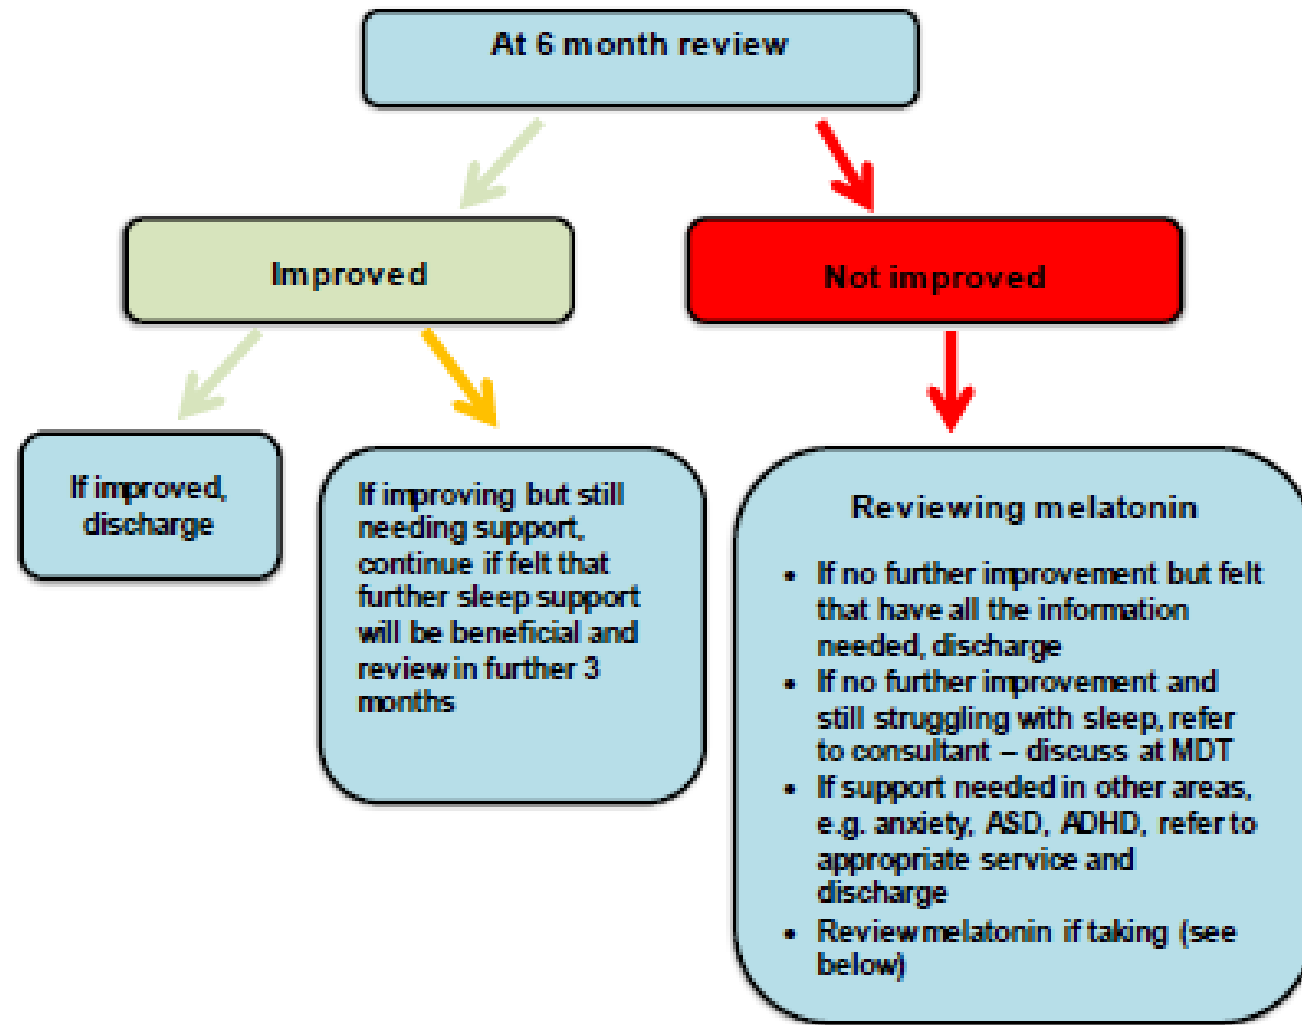 At 6 month review
Improved
Not improved
If improved,
discharge
If improving but still
needing support,
continue if felt that
further sleep support
will be beneficial and
review in further 3
months
Reviewing melatonin
• If no further improvement but felt
that have all the information
needed, discharge
• If no further improvement and
still struggling with sleep, refer
to consultant – discuss at MDT
• If support needed in other areas,
e.g. anxiety, ASD, ADHD, refer to
appropriate service and
discharge
• Review melatonin if taking (see
below)